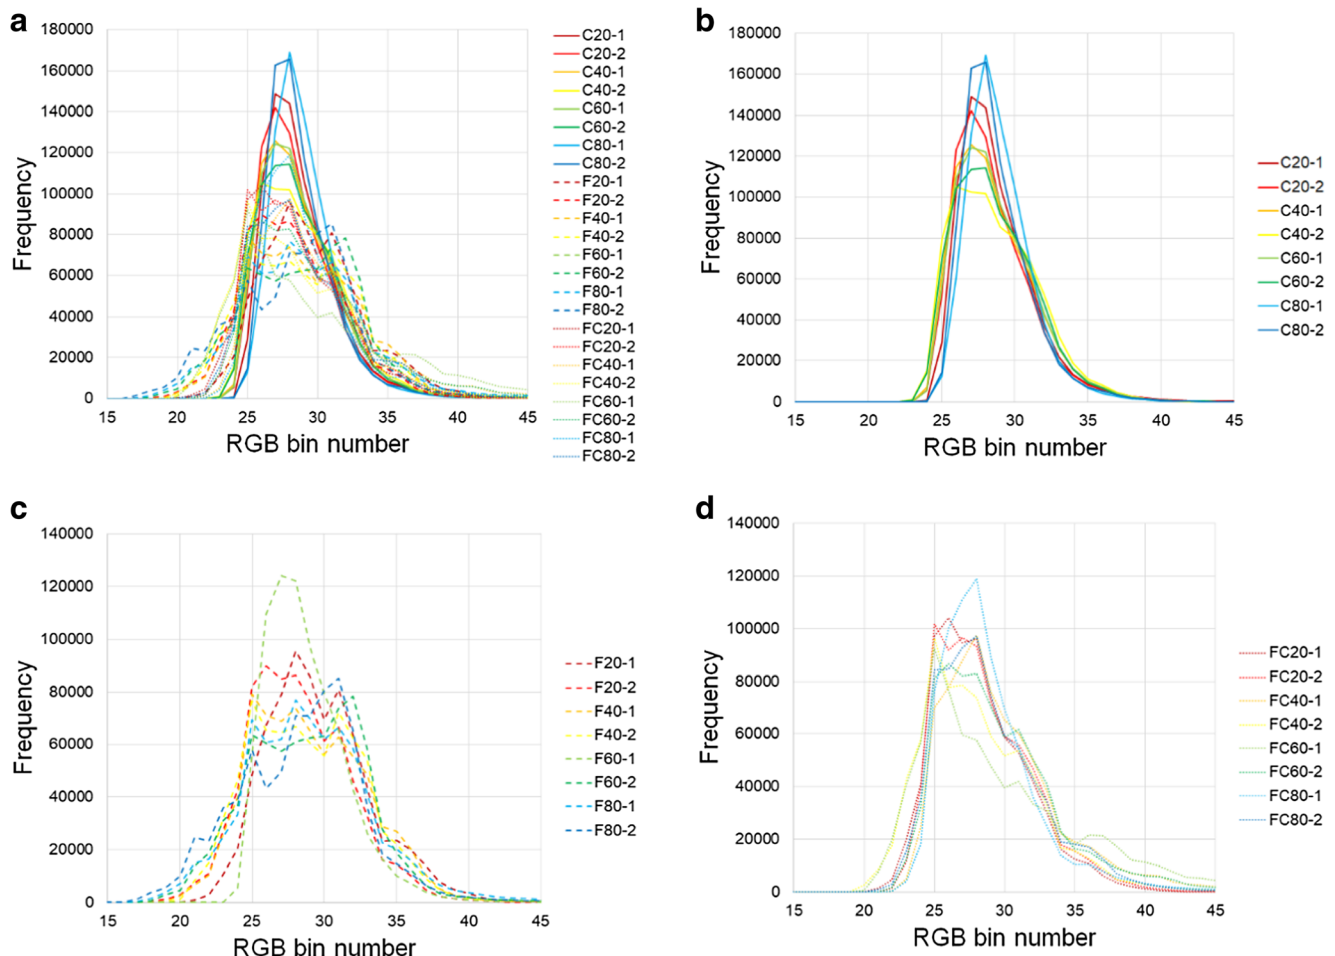 a
180000
160000
140000
120000
100000
80000
60000
40000
20000
0
Frequency
15 20 25 30 35 40 45
RGB bin number
C20-1
C20-2
C40-1
C40-2
C60-1
C60-2
C80-1
C80-2
F20-1
F20-2
F40-1
F40-2
F60-1
F60-2
F80-1
F80-2
FC20-1
FC20-2
FC40-1
FC40-2
FC60-1
FC60-2
FC80-1
FC80-2
b
180000
160000
140000
120000
100000
80000
60000
40000
20000
0
Frequency
15 20 25 30 35 40 45
RGB bin number
C20-1
C20-2
C40-1
C40-2
C60-1
C60-2
C80-1
C80-2
c
140000
120000
100000
80000
60000
40000
20000
0
Frequency
15 20 25 30 35 40 45
RGB bin number
F20-1
F20-2
F40-1
F40-2
F60-1
F60-2
F80-1
F80-2
d
140000
120000
100000
80000
60000
40000
20000
0
Frequency
15 20 25 30 35 40 45
RGB bin number
FC20-1
FC20-2
FC40-1
FC40-2
FC60-1
FC60-2
FC80-1
FC80-2